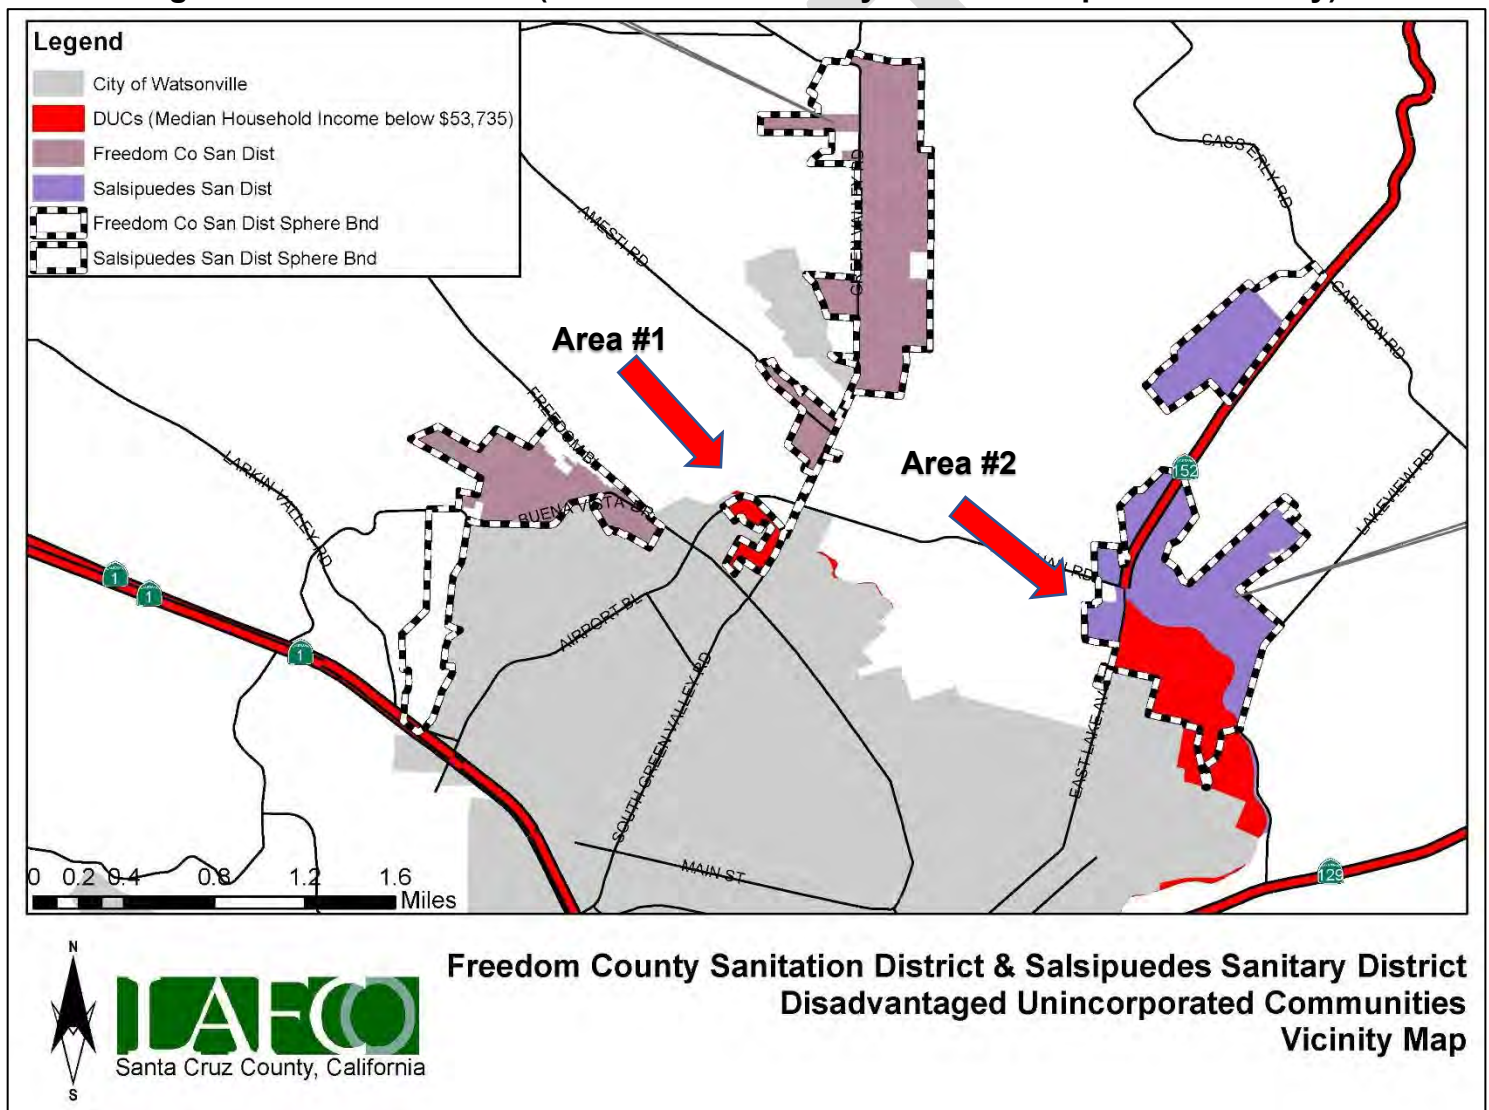 Legend
City of Watsonville
DUCs (Median Household Income below $53,735)
Freedom Co San Dist
Salsipuedes San Dist
Freedom Co San Dist Sphere Bnd
Salsipuedes San Dist Sphere Bnd
CASSERLY RD
AMESTI RD
GREEN VALLEY RD
CARLTON RD
Area #1
FREEDOM BL
LARKIN VALLEY RD
Area #2
152
LAKEVIEW RD
BUENA VISTA DR
RD
1
1
1
AIRPORT BL
SOUTH GREEN VALLEY RD
EAST LAKE AV
MAIN ST
129
0 0.2 0.4 0.8 1.2 1.6
Miles
N
S
LAFCO
Santa Cruz County, California
Freedom County Sanitation District & Salsipuedes Sanitary District
Disadvantaged Unincorporated Communities
Vicinity Map